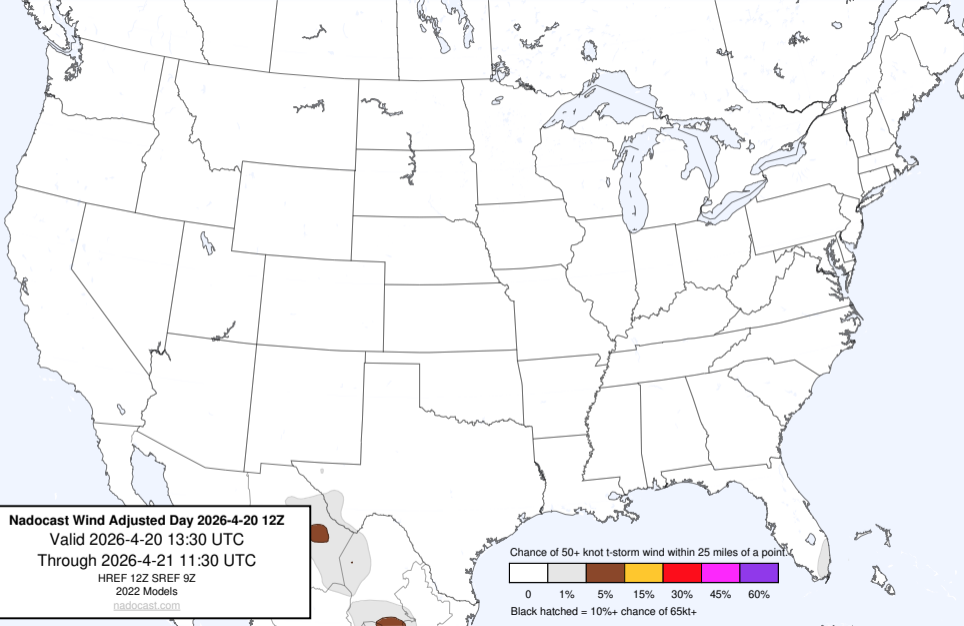 Nadocast Wind Adjusted Day 2026-4-20 12Z
Valid 2026-4-20 13:30 UTC
Through 2026-4-21 11:30 UTC
HREF 12Z SREF 9Z
2022 Models
nadocast.com
Chance of 50+ knot t-storm wind within 25 miles of a point.
0 1% 5% 15% 30% 45% 60%
Black hatched = 10%+ chance of 65kt+